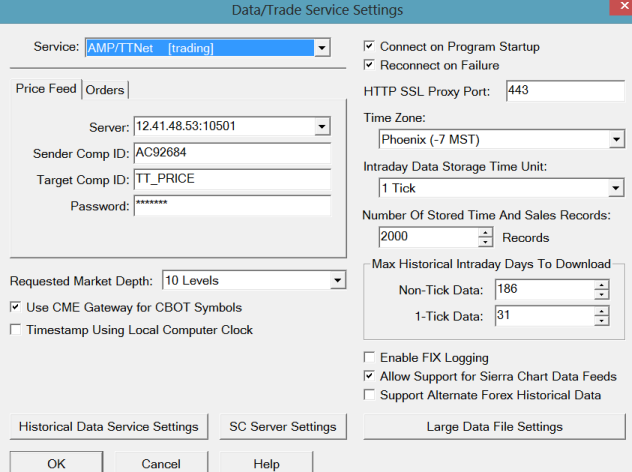 Data/Trade Service Settings
Service: AMP/TTNet [trading]
Price Feed Orders
Server: 12.41.48.53:10501
Sender Comp ID: AC92684
Target Comp ID: TT_PRICE
Password: *******
Requested Market Depth: 10 Levels
Use CME Gateway for CBOT Symbols
Timestamp Using Local Computer Clock
Connect on Program Startup
Reconnect on Failure
HTTP SSL Proxy Port: 443
Time Zone:
Phoenix (-7 MST)
Intraday Data Storage Time Unit:
1 Tick
Number Of Stored Time And Sales Records:
2000 Records
Max Historical Intraday Days To Download
Non-Tick Data: 186
1-Tick Data: 31
Enable FIX Logging
Allow Support for Sierra Chart Data Feeds
Support Alternate Forex Historical Data
Historical Data Service Settings SC Server Settings Large Data File Settings
OK Cancel Help